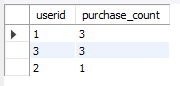 userid purchase_count
1 3
3 3
2 1